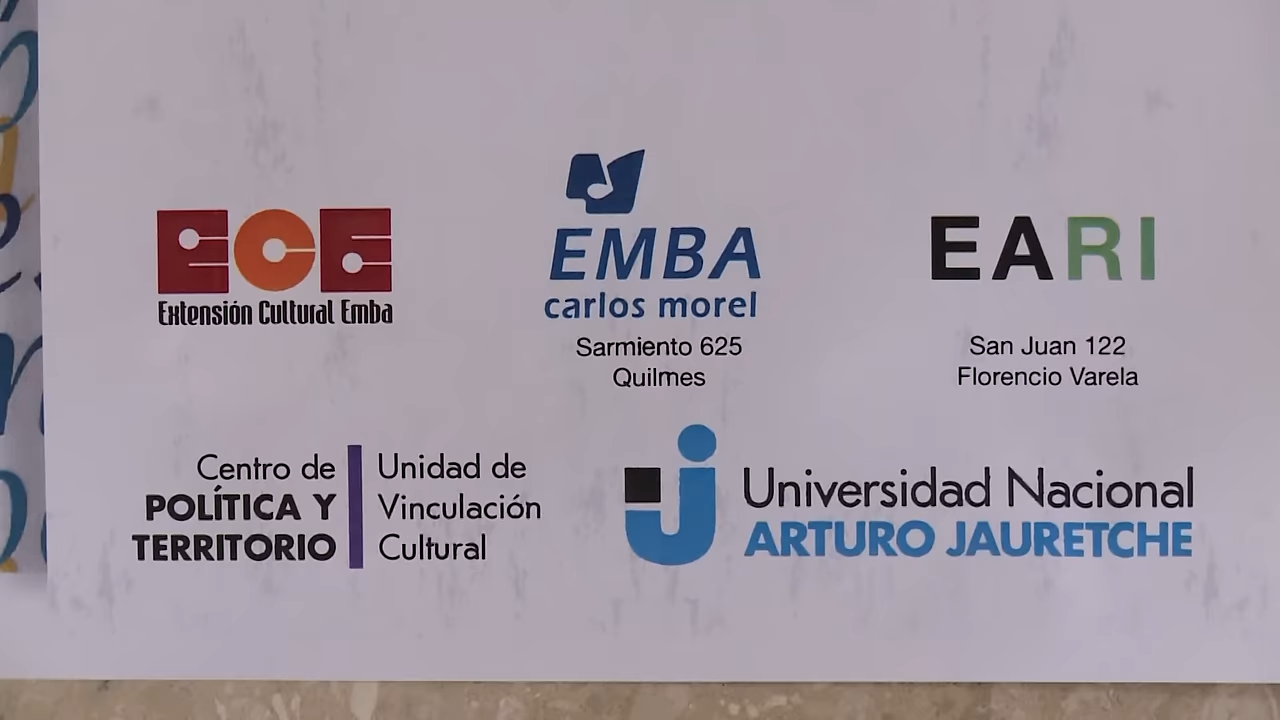 ECE
Extensión Cultural Emba
EMBA
carlos morel
Sarmiento 625
Quilmes
EARI
San Juan 122
Florencio Varela
Centro de
POLÍTICA Y
TERRITORIO
Unidad de
Vinculación
Cultural
Universidad Nacional
ARTURO JAURETCHE